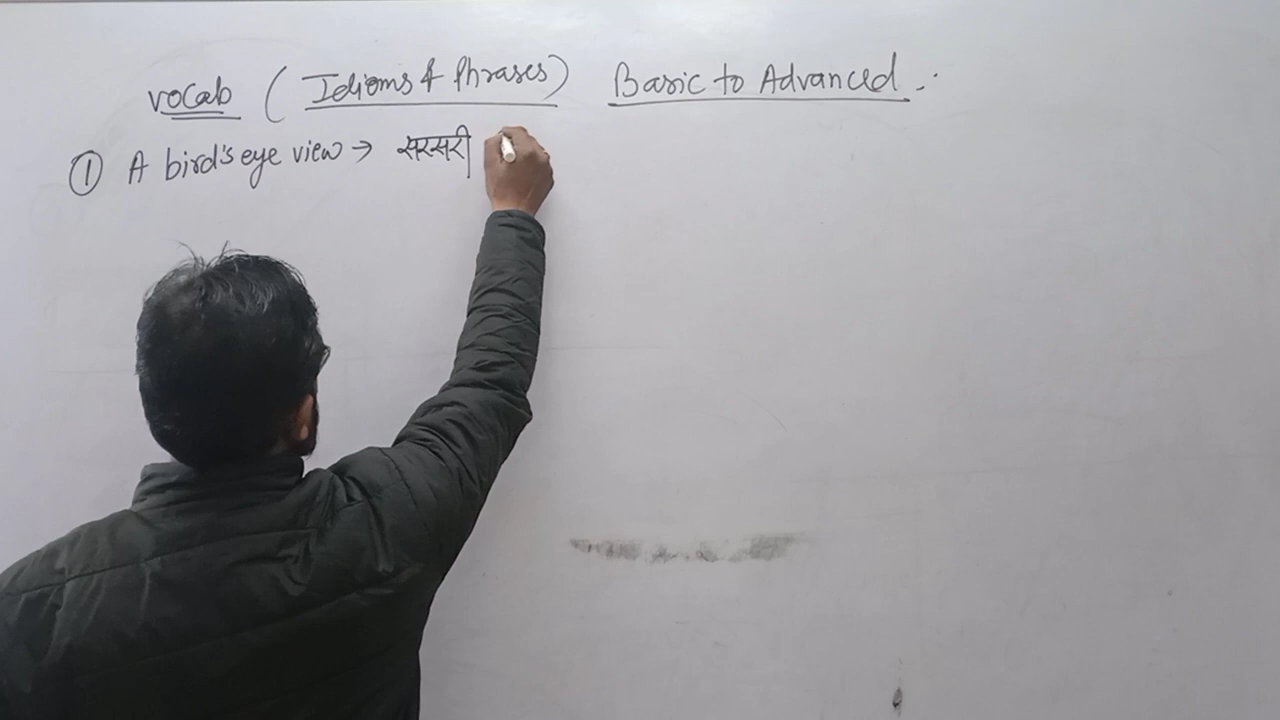 vocab ( Idioms & Phrases) Basic to Advanced .
① A bird's eye view → सरसरी